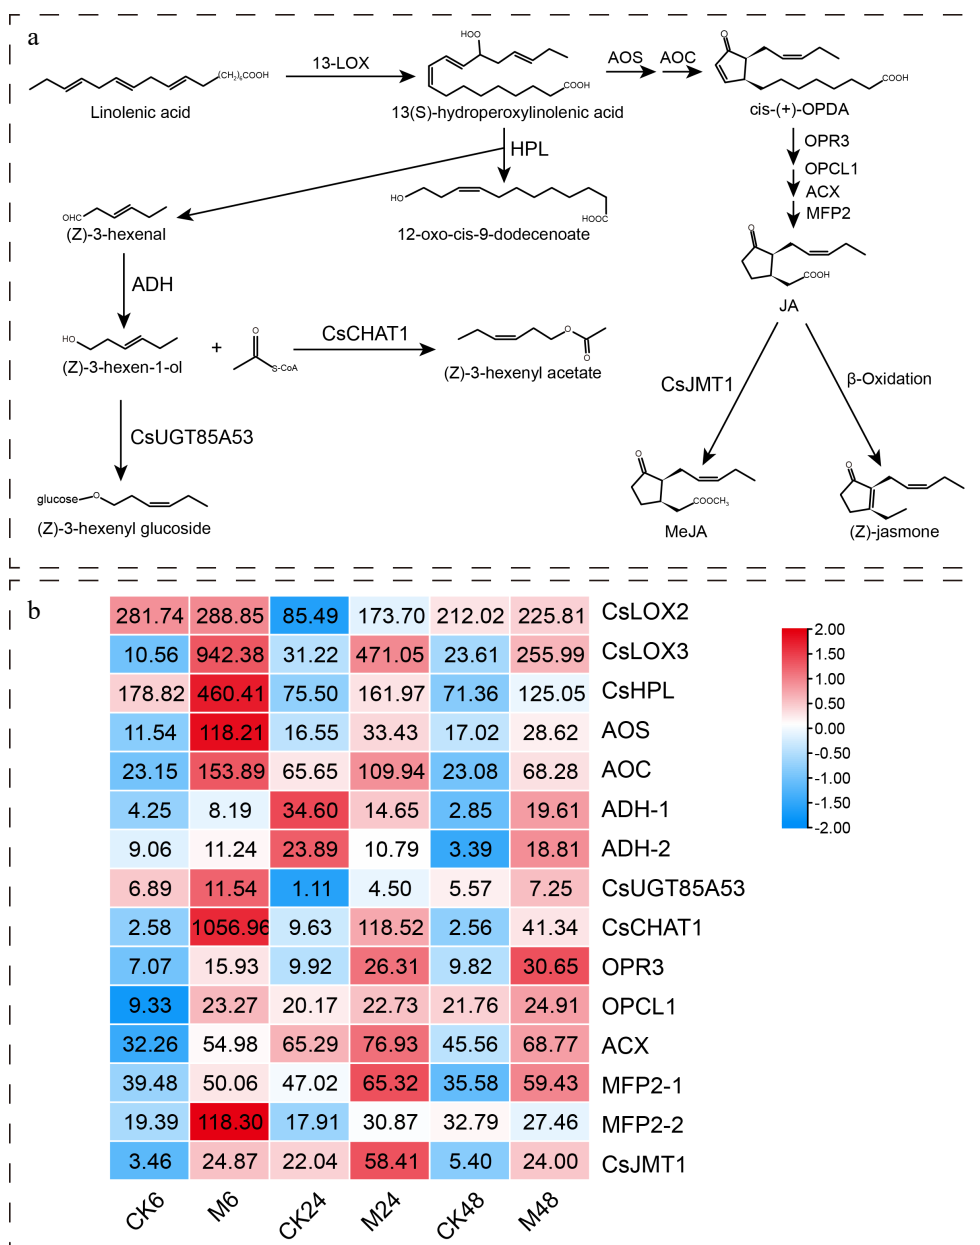 a
HOO
13-LOX
AOS
AOC
O
(CH2)6COOH
COOH
COOH
Linolenic acid
13(S)-hydroperoxylinolenic acid
cis-(+)-OPDA
OPR3
HPL
OPCL1
ACX
MFP2
HO
HOOC
OHC
(Z)-3-hexenal
12-oxo-cis-9-dodecenoate
O
COOH
ADH
JA
HO
+
O
S-CoA
CsCHAT1
O
O
(Z)-3-hexen-1-ol
(Z)-3-hexenyl acetate
CsJMT1
β-Oxidation
CsUGT85A53
O
O
glucose
O
COOCH3
(Z)-3-hexenyl glucoside
MeJA
(Z)-jasmone
b
281.74 288.85 85.49 173.70 212.02 225.81 CsLOX2
10.56 942.38 31.22 471.05 23.61 255.99 CsLOX3
178.82 460.41 75.50 161.97 71.36 125.05 CsHPL
11.54 118.21 16.55 33.43 17.02 28.62 AOS
23.15 153.89 65.65 109.94 23.08 68.28 AOC
4.25 8.19 34.60 14.65 2.85 19.61 ADH-1
9.06 11.24 23.89 10.79 3.39 18.81 ADH-2
6.89 11.54 1.11 4.50 5.57 7.25 CsUGT85A53
2.58 1056.96 9.63 118.52 2.56 41.34 CsCHAT1
7.07 15.93 9.92 26.31 9.82 30.65 OPR3
9.33 23.27 20.17 22.73 21.76 24.91 OPCL1
32.26 54.98 65.29 76.93 45.56 68.77 ACX
39.48 50.06 47.02 65.32 35.58 59.43 MFP2-1
19.39 118.30 17.91 30.87 32.79 27.46 MFP2-2
3.46 24.87 22.04 58.41 5.40 24.00 CsJMT1
CK6 M6 CK24 M24 CK48 M48
2.00
1.50
1.00
0.50
0.00
-0.50
-1.00
-1.50
-2.00